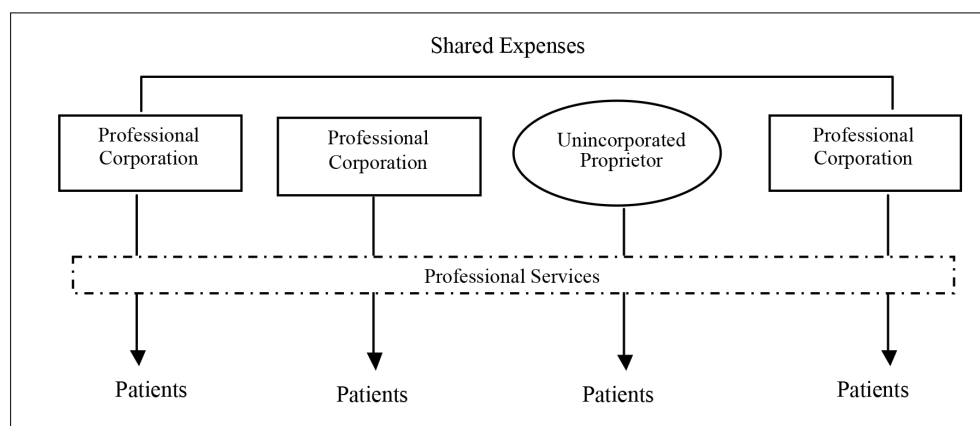 Shared Expenses
Professional
Corporation
Professional
Corporation
Unincorporated
Proprietor
Professional
Corporation
Professional Services
Patients
Patients
Patients
Patients